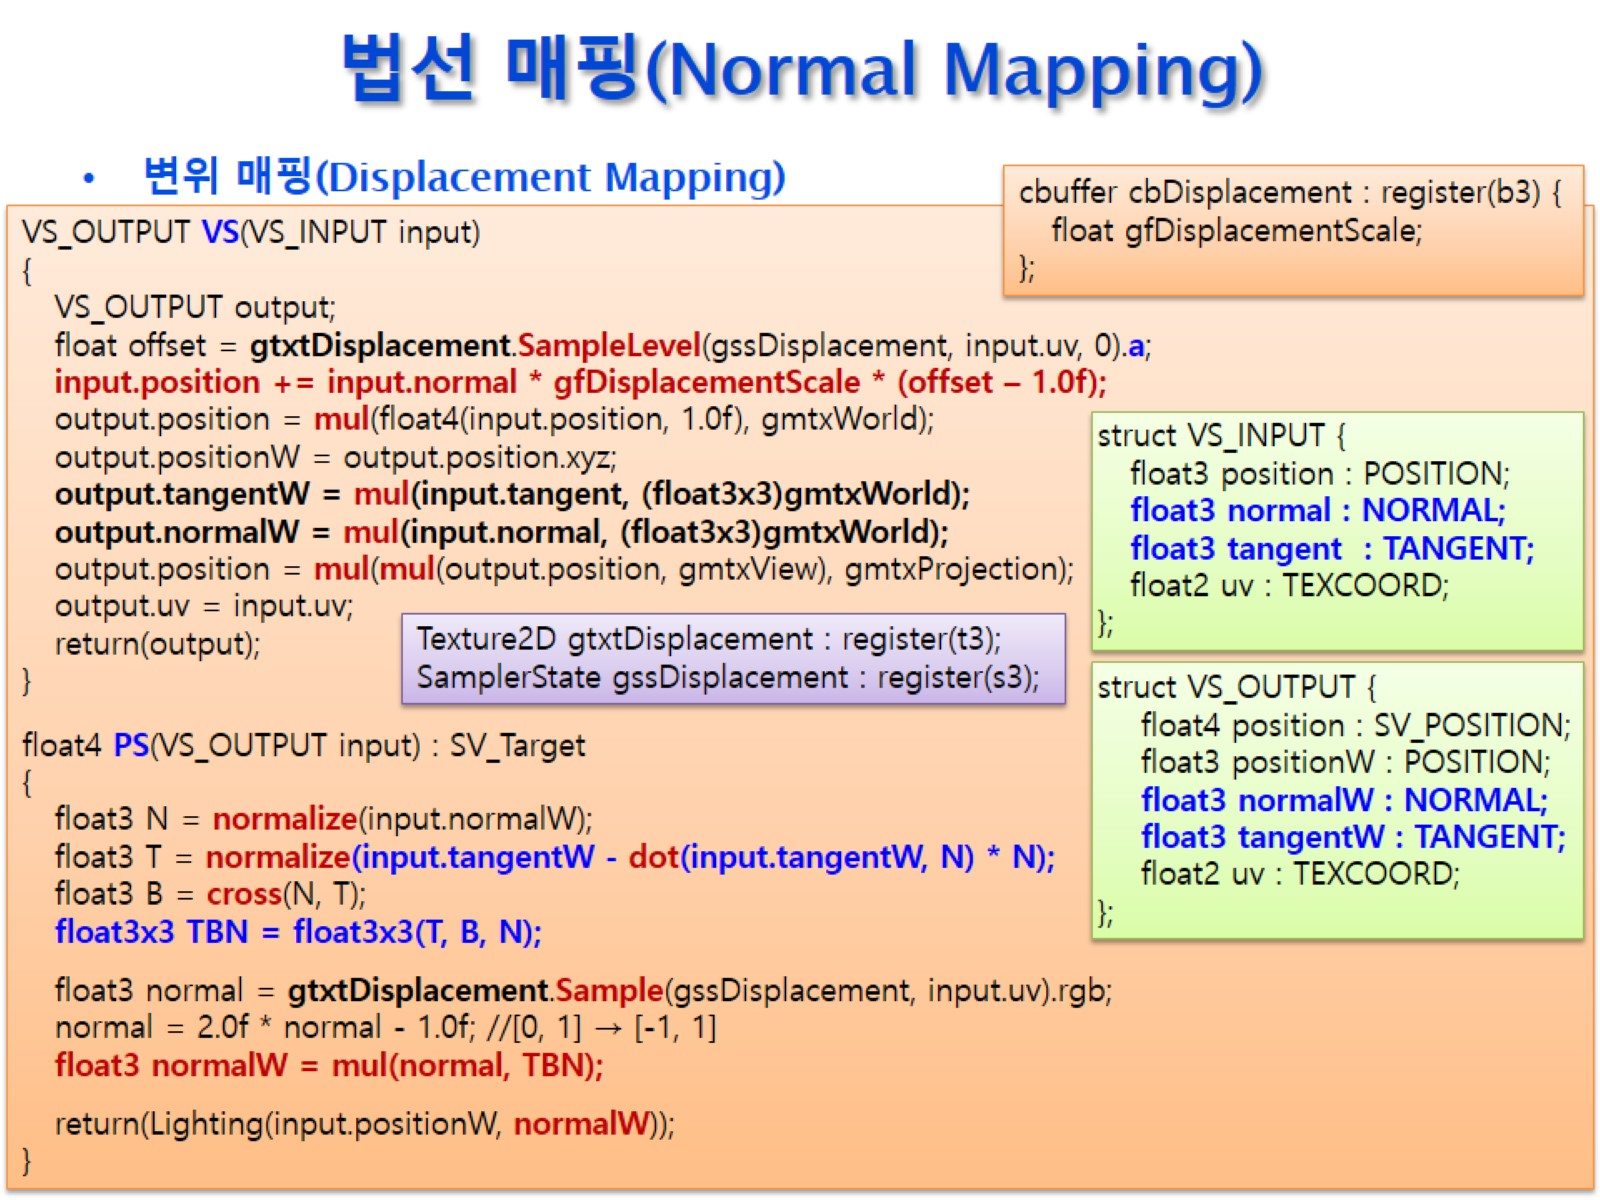 법선 매핑(Normal Mapping)
• 변위 매핑(Displacement Mapping)
cbuffer cbDisplacement : register(b3) {
float gfDisplacementScale;
};
VS_OUTPUT VS(VS_INPUT input)
{
VS_OUTPUT output;
float offset = gtxtDisplacement.SampleLevel(gssDisplacement, input.uv, 0).a;
input.position += input.normal * gfDisplacementScale * (offset – 1.0f);
output.position = mul(float4(input.position, 1.0f), gmtxWorld);
output.positionW = output.position.xyz;
output.tangentW = mul(input.tangent, (float3x3)gmtxWorld);
output.normalW = mul(input.normal, (float3x3)gmtxWorld);
output.position = mul(mul(output.position, gmtxView), gmtxProjection);
output.uv = input.uv;
return(output);
}
Texture2D gtxtDisplacement : register(t3);
SamplerState gssDisplacement : register(s3);
struct VS_INPUT {
float3 position : POSITION;
float3 normal : NORMAL;
float3 tangent : TANGENT;
float2 uv : TEXCOORD;
};
struct VS_OUTPUT {
float4 position : SV_POSITION;
float3 positionW : POSITION;
float3 normalW : NORMAL;
float3 tangentW : TANGENT;
float2 uv : TEXCOORD;
};
float4 PS(VS_OUTPUT input) : SV_Target
{
float3 N = normalize(input.normalW);
float3 T = normalize(input.tangentW - dot(input.tangentW, N) * N);
float3 B = cross(N, T);
float3x3 TBN = float3x3(T, B, N);
float3 normal = gtxtDisplacement.Sample(gssDisplacement, input.uv).rgb;
normal = 2.0f * normal - 1.0f; //[0, 1] → [-1, 1]
float3 normalW = mul(normal, TBN);
return(Lighting(input.positionW, normalW));
}